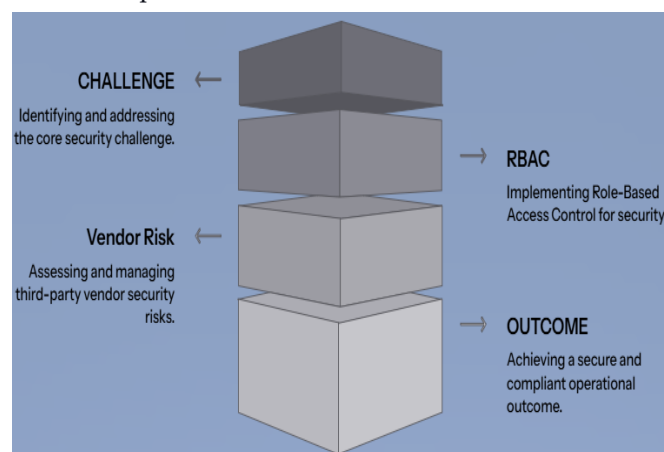 CHALLENGE
Identifying and addressing
the core security challenge.
RBAC
Implementing Role-Based
Access Control for security
Vendor Risk
Assessing and managing
third-party vendor security
risks.
OUTCOME
Achieving a secure and
compliant operational
outcome.